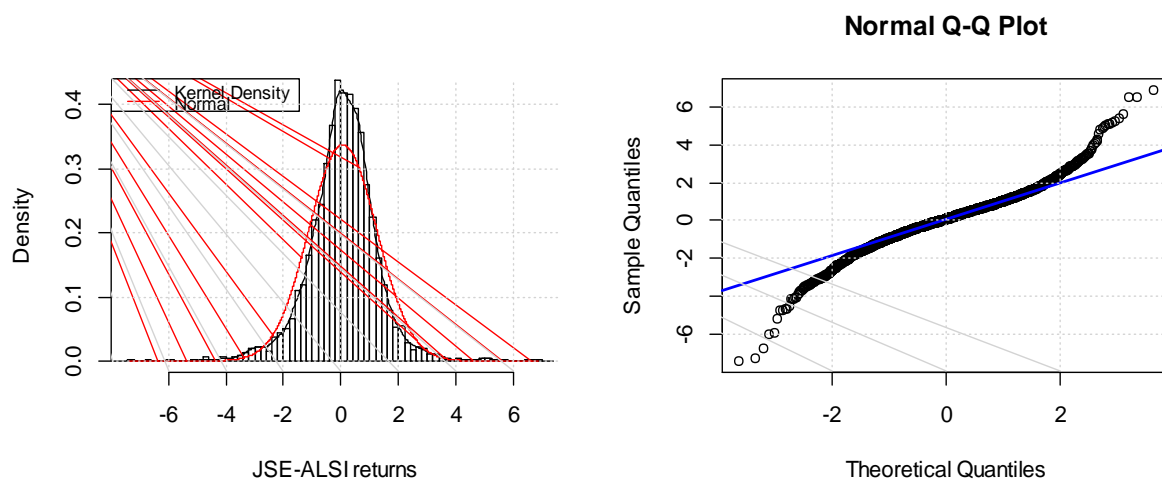 Normal Q-Q Plot
Kernel Density
Normal
Density
0.0
0.1
0.2
0.3
0.4
-6 -4 -2 0 2 4 6
JSE-ALSI returns
Sample Quantiles
6
4
2
0
-2
-6
-2 0 2
Theoretical Quantiles